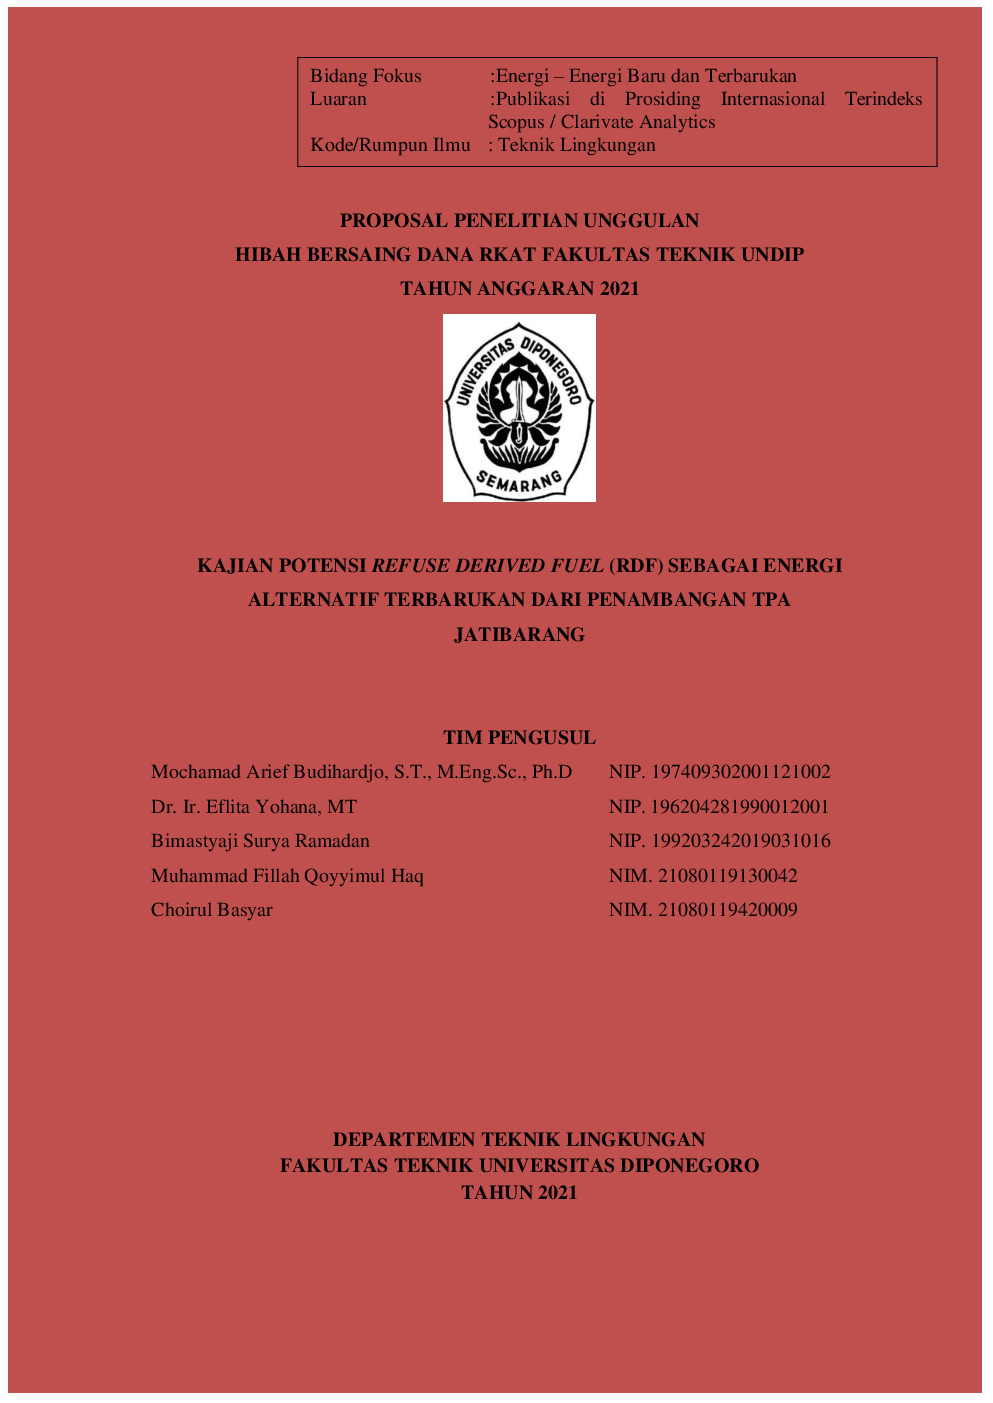 Bidang Fokus :Energi – Energi Baru dan Terbarukan
Luaran :Publikasi di Prosiding Internasional Terindeks
Scopus / Clarivate Analytics
Kode/Rumpun Ilmu : Teknik Lingkungan
PROPOSAL PENELITIAN UNGGULAN
HIBAH BERSAING DANA RKAT FAKULTAS TEKNIK UNDIP
TAHUN ANGGARAN 2021
UNIVERSITAS DIPONEGORO
SEMARANG
KAJIAN POTENSI REFUSE DERIVED FUEL (RDF) SEBAGAI ENERGI
ALTERNATIF TERBARUKAN DARI PENAMBANGAN TPA
JATIBARANG
TIM PENGUSUL
Mochamad Arief Budihardjo, S.T., M.Eng.Sc., Ph.D NIP. 197409302001121002
Dr. Ir. Eflita Yohana, MT NIP. 196204281990012001
Bimastyaji Surya Ramadan NIP. 199203242019031016
Muhammad Fillah Qoyyimul Haq NIM. 21080119130042
Choirul Basyar NIM. 21080119420009
DEPARTEMEN TEKNIK LINGKUNGAN
FAKULTAS TEKNIK UNIVERSITAS DIPONEGORO
TAHUN 2021